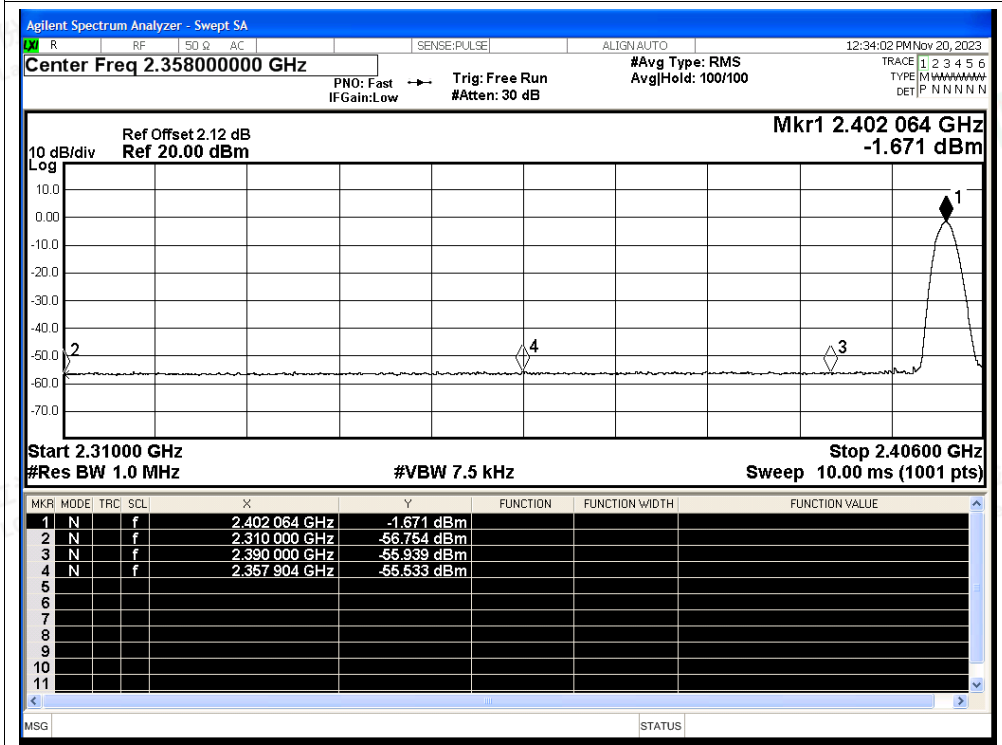 Agilent Spectrum Analyzer - Swept SA
LXI R RF 50 Ω AC SENSE:PULSE ALIGN AUTO 12:34:02 PM Nov 20, 2023
Center Freq 2.358000000 GHz
PNO: Fast
IFGain:Low
Trig: Free Run
#Atten: 30 dB
#Avg Type: RMS
Avg|Hold: 100/100
TRACE 1 2 3 4 5 6
TYPE M WWWWW
DET P N N N N N
Mkr1 2.402 064 GHz
-1.671 dBm
Ref Offset 2.12 dB
10 dB/div Ref 20.00 dBm
Log
10.0
0.00
-10.0
-20.0
-30.0
-40.0
-50.0
-60.0
-70.0
1
2
4
3
Start 2.31000 GHz Stop 2.40600 GHz
#Res BW 1.0 MHz #VBW 7.5 kHz Sweep 10.00 ms (1001 pts)
MKR MODE TRC SCL X Y FUNCTION FUNCTION WIDTH FUNCTION VALUE
1 N f 2.402 064 GHz -1.671 dBm
2 N f 2.310 000 GHz -56.754 dBm
3 N f 2.390 000 GHz -55.939 dBm
4 N f 2.357 904 GHz -55.533 dBm
5
6
7
8
9
10
11
MSG STATUS